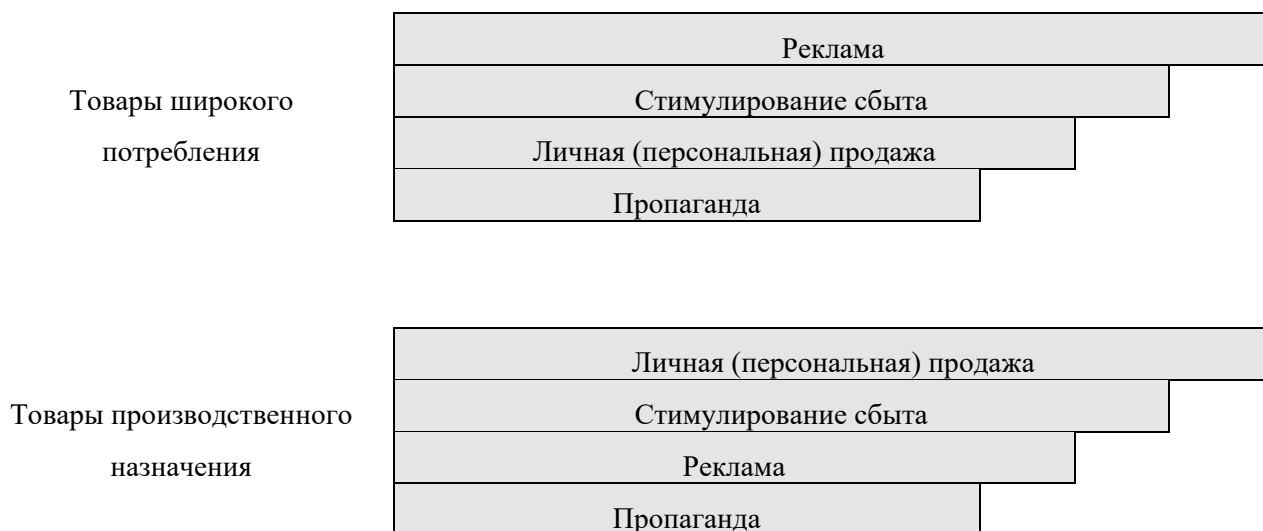 Реклама
Товары широкого
потребления
Стимулирование сбыта
Личная (персональная) продажа
Пропаганда
Личная (персональная) продажа
Товары производственного
назначения
Стимулирование сбыта
Реклама
Пропаганда